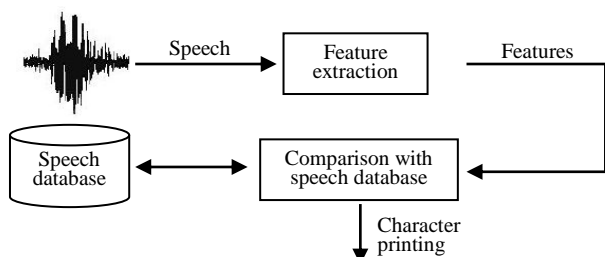 Speech
Feature
extraction
Features
Speech
database
Comparison with
speech database
Character
printing